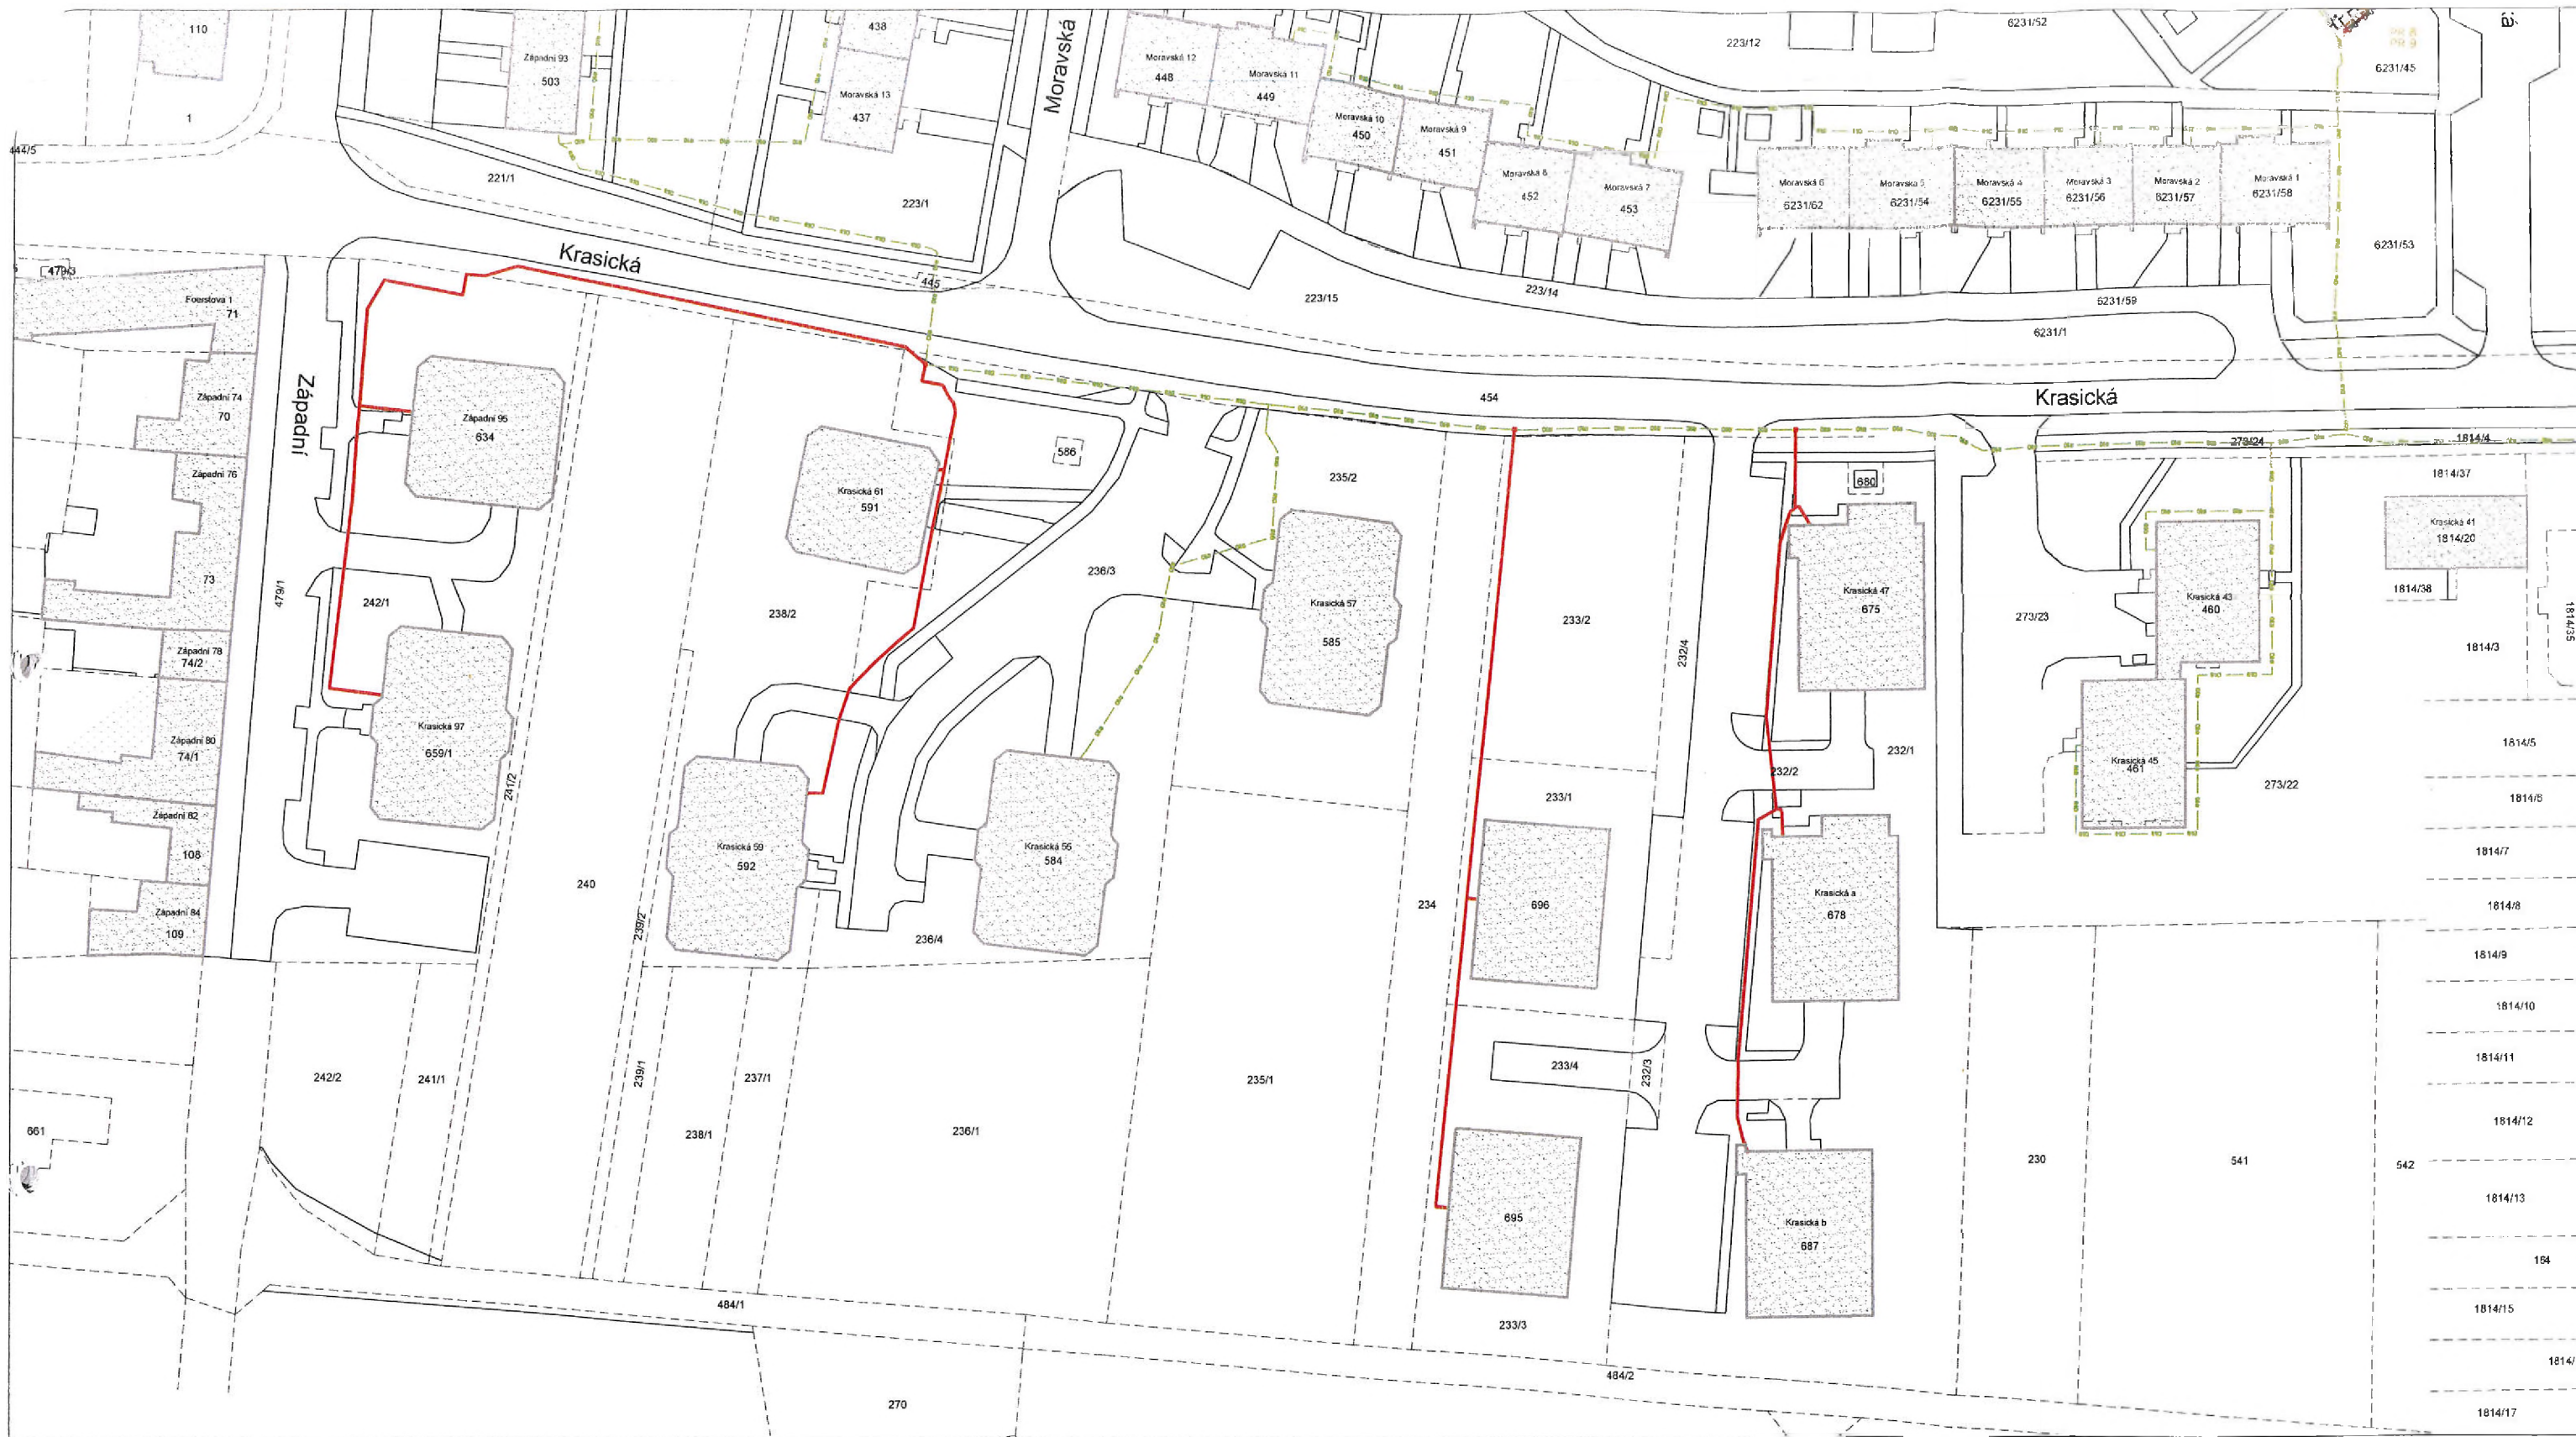 110
1
444/5
Západní 93
503
438
Moravská 13
437
Moravská
Moravská 12
448
Moravská 11
449
Moravská 10
450
Moravská 9
451
Moravská 8
452
Moravská 7
453
223/12
6231/52
6231/45
Moravská 6
6231/62
Moravská 5
6231/54
Moravská 4
6231/55
Moravská 3
6231/56
Moravská 2
6231/57
Moravská 1
6231/58
6231/53
221/1
223/1
Krasická
445
223/15
223/14
6231/59
6231/1
454
Krasická
479/3
Foerstova 1
71
Západní
Západní 74
70
Západní 76
73
479/1
Západní 78
74/2
Západní 80
74/1
Západní 82
108
Západní 84
109
Západní 95
634
242/1
Krasická 97
659/1
241/2
240
239/2
238/2
Krasická 61
591
586
236/3
Krasická 59
592
236/4
Krasická 55
584
235/2
Krasická 57
585
234
233/2
232/4
233/1
696
233/4
232/3
695
233/3
680
Krasická 47
675
232/1
232/2
Krasická a
678
Krasická b
687
273/24
1814/4
273/23
Krasická 43
460
Krasická 45
461
273/22
1814/37
Krasická 41
1814/20
1814/38
1814/3
1814/35
1814/5
1814/6
1814/7
1814/8
1814/9
1814/10
1814/11
1814/12
1814/13
164
1814/15
1814/
1814/17
661
242/2
241/1
239/1
238/1
237/1
236/1
235/1
230
541
542
484/1
484/2
270